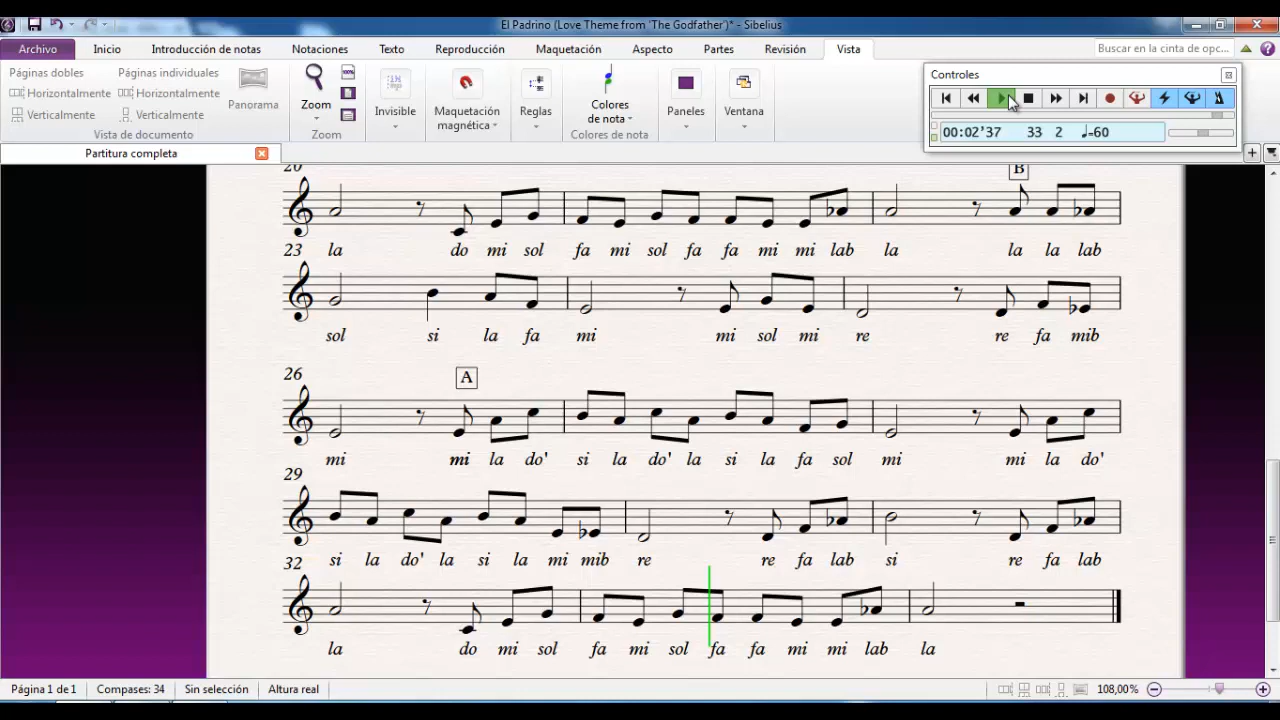 El Padrino (Love Theme from 'The Godfather')* - Sibelius
Archivo Inicio Introducción de notas Notaciones Texto Reproducción Maquetación Aspecto Partes Revisión Vista Buscar en la cinta de opc...
Páginas dobles Páginas individuales
Horizontalmente Horizontalmente
Verticalmente Verticalmente
Panorama
Vista de documento
Zoom
100%
Zoom
Invisible
Maquetación magnética
Reglas
Colores de nota
Colores de nota
Paneles
Ventana
Controles
00:02'37 33 2 =60
Partitura completa
20 B
la do mi sol fa mi sol fa fa mi mi lab la la la lab
23
sol si la fa mi mi sol mi re re fa mib
26 A
mi mi la do' si la do' la si la fa sol mi mi la do'
29
si la do' la si la mi mib re re fa lab si re fa lab
32
la do mi sol fa mi sol fa fa mi mi lab la
Página 1 de 1 Compases: 34 Sin selección Altura real 108,00%